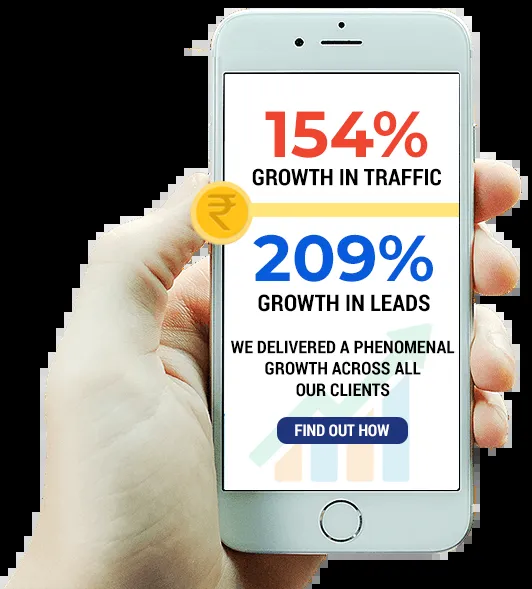 154%
GROWTH IN TRAFFIC
₹
209%
GROWTH IN LEADS
WE DELIVERED A PHENOMENAL
GROWTH ACROSS ALL
OUR CLIENTS
FIND OUT HOW